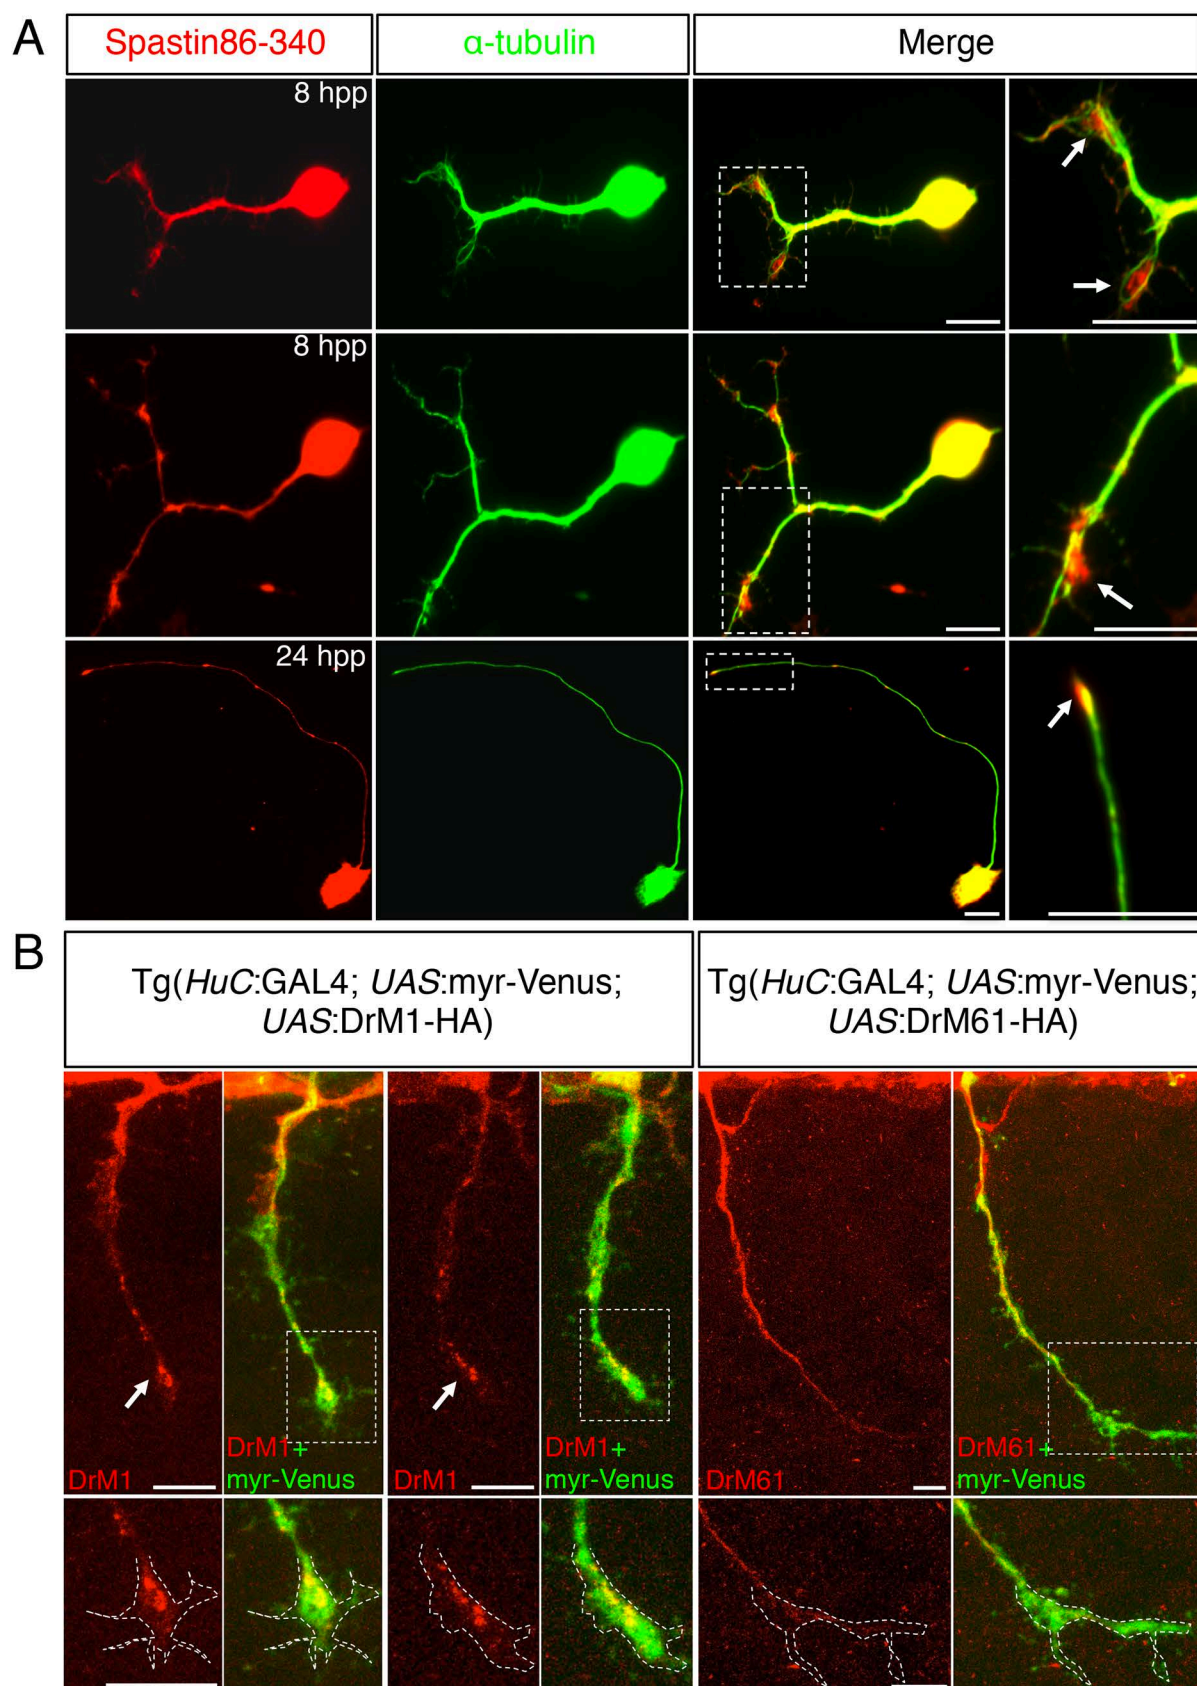 A
Spastin86-340
α-tubulin
Merge
8 hpp
8 hpp
24 hpp
B
Tg(HuC:GAL4; UAS:myr-Venus;
UAS:DrM1-HA)
Tg(HuC:GAL4; UAS:myr-Venus;
UAS:DrM61-HA)
DrM1
DrM1+
myr-Venus
DrM1
DrM1+
myr-Venus
DrM61
DrM61+
myr-Venus